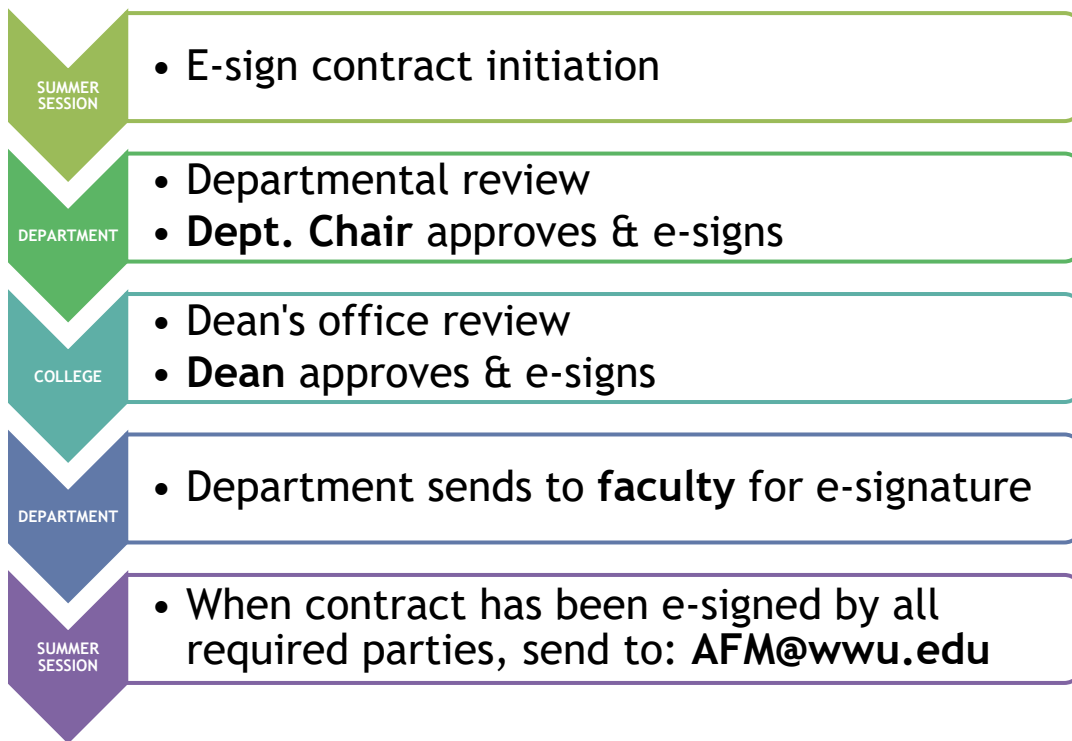 SUMMER
SESSION
• E-sign contract initiation
DEPARTMENT
• Departmental review
• Dept. Chair approves & e-signs
COLLEGE
• Dean's office review
• Dean approves & e-signs
DEPARTMENT
• Department sends to faculty for e-signature
SUMMER
SESSION
• When contract has been e-signed by all
required parties, send to: AFM@wwu.edu